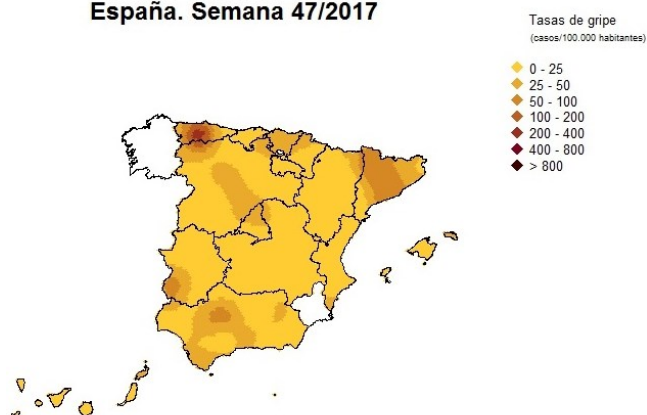 España. Semana 47/2017
Tasas de gripe
(casos/100.000 habitantes)
0 - 25
25 - 50
50 - 100
100 - 200
200 - 400
400 - 800
> 800